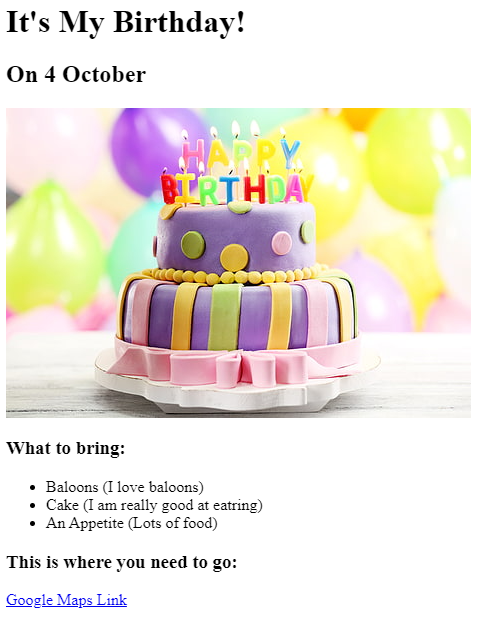 It's My Birthday!
On 4 October
HAPPY
BIRTHDAY
What to bring:
Baloons (I love baloons)
Cake (I am really good at eatring)
An Appetite (Lots of food)
This is where you need to go:
Google Maps Link